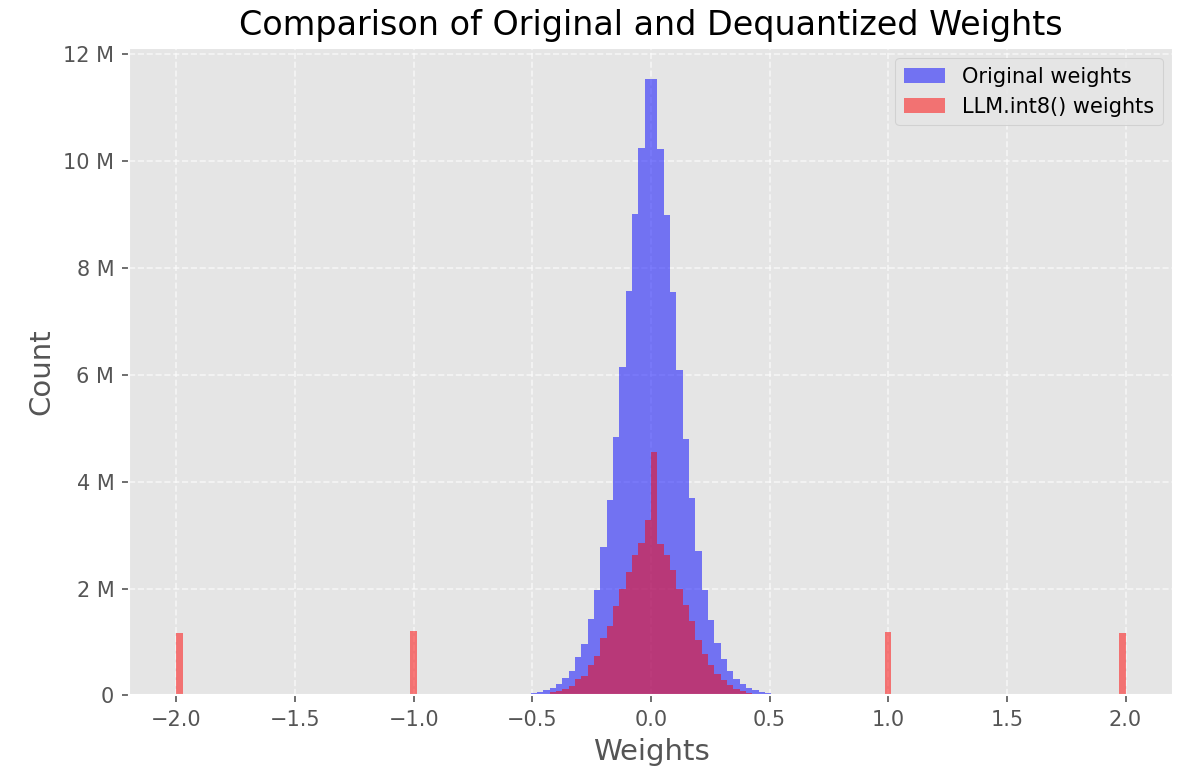 Comparison of Original and Dequantized Weights
12 M
10 M
8 M
6 M
4 M
2 M
0
Count
Original weights
LLM.int8() weights
−2.0 −1.5 −1.0 −0.5 0.0 0.5 1.0 1.5 2.0
Weights